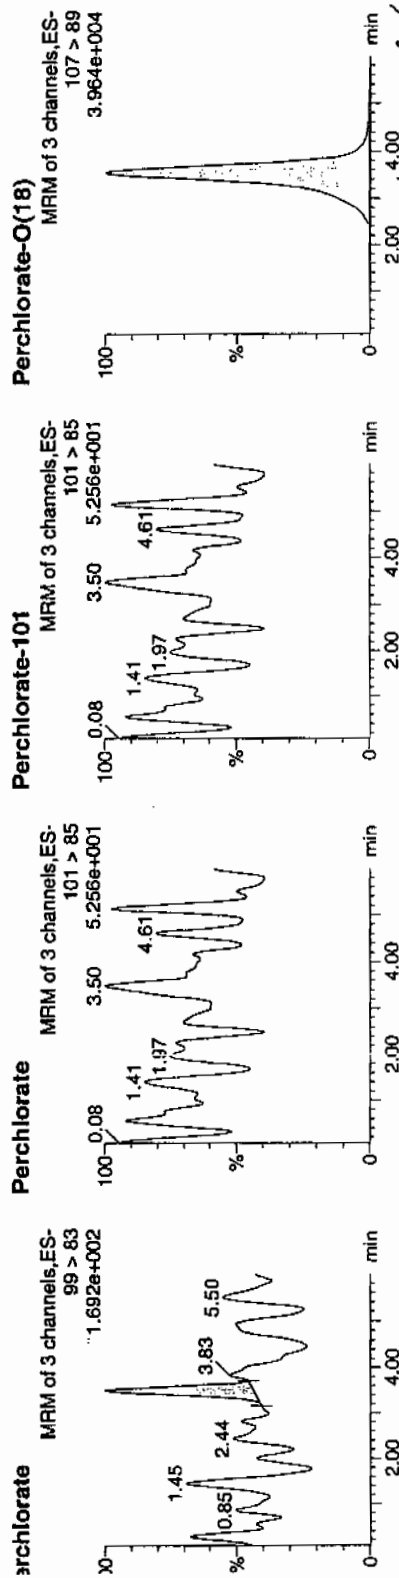 erchlorate
MRM of 3 channels,ES-
99 > 83
1.692e+002
1.45
0.85
2.44
3.83
5.50
%
0
2.00
4.00
min
Perchlorate
MRM of 3 channels,ES-
101 > 85
5.256e+001
100
0.08
1.41
1.97
3.50
4.61
%
0
2.00
4.00
min
Perchlorate-101
MRM of 3 channels,ES-
101 > 85
5.256e+001
100
0.08
1.41
1.97
3.50
4.61
%
0
2.00
4.00
min
Perchlorate-O(18)
MRM of 3 channels,ES-
107 > 89
3.964e+004
100
%
0
2.00
4.00
min